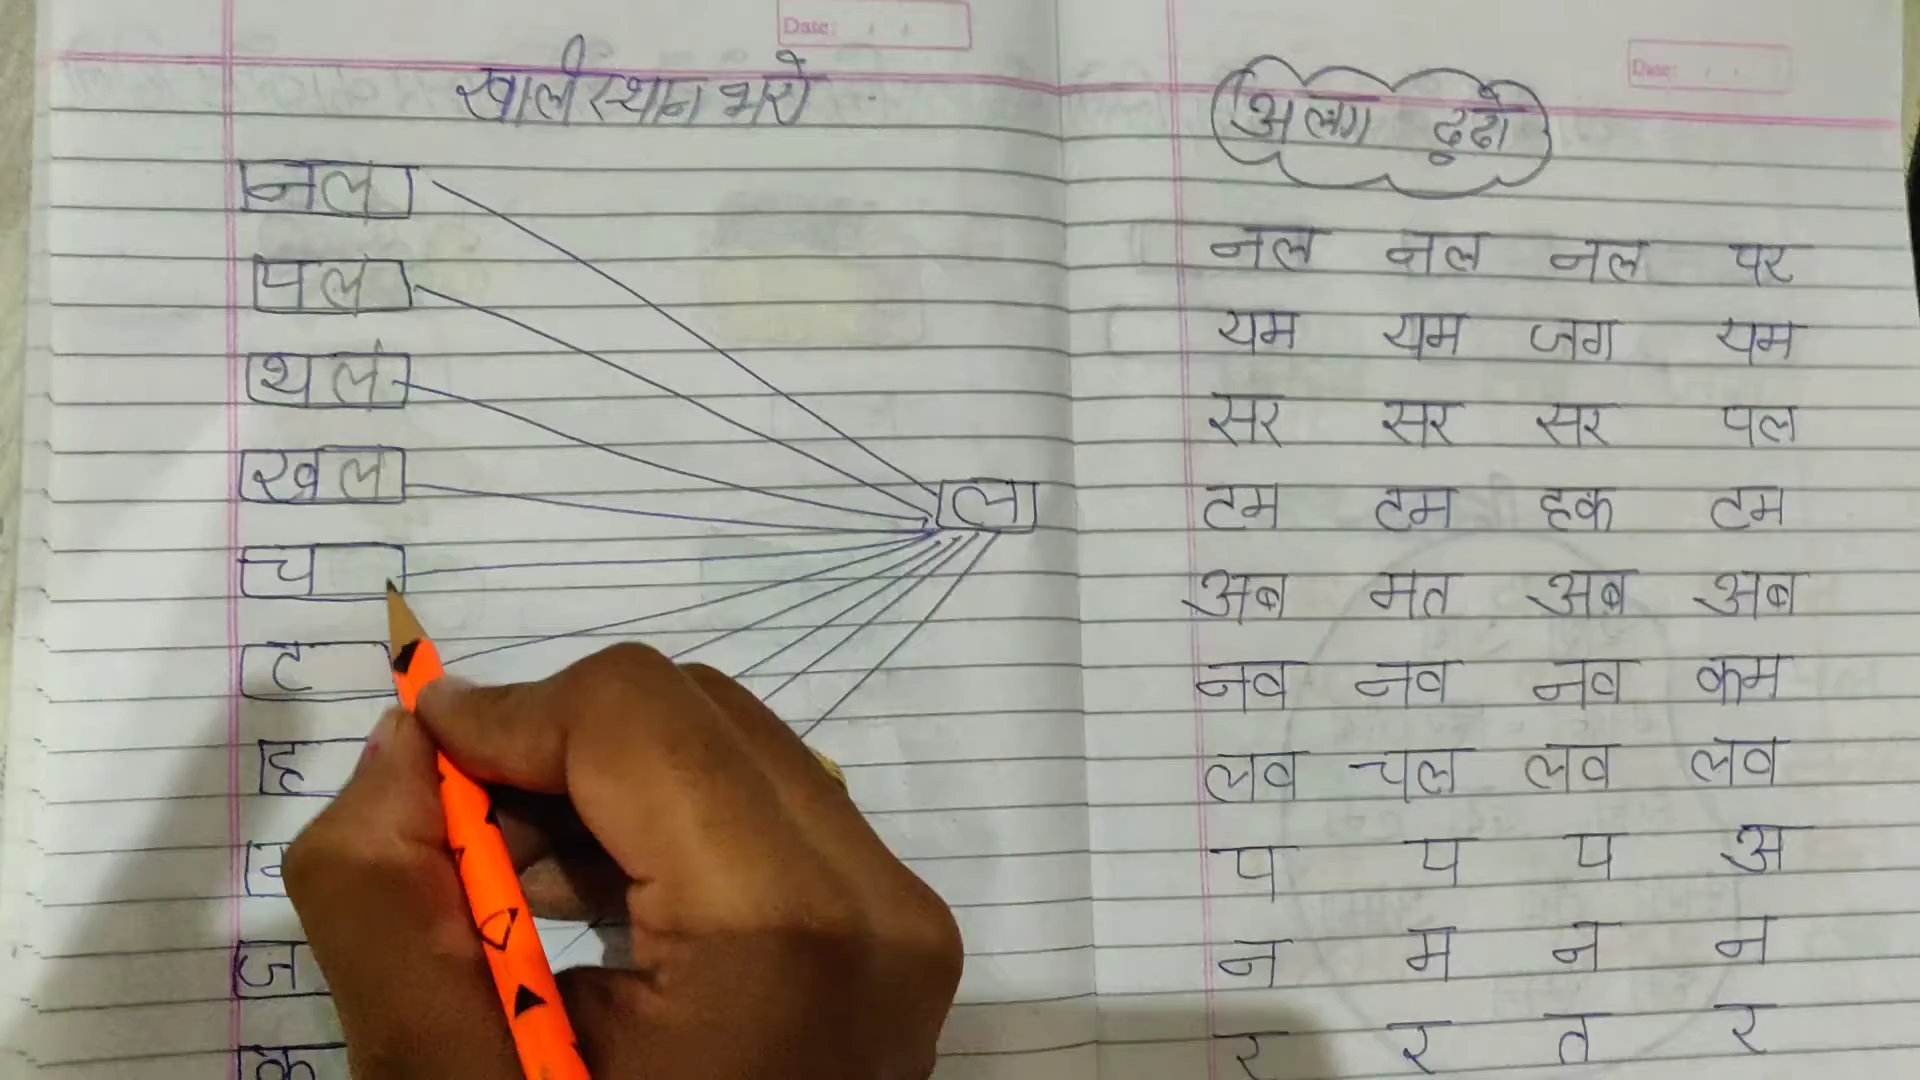 Date:
खाली स्थान भरो
नल
पल
थल
खल
ल
च
ट
ह
ज
क
Date:
अलग ढूढो
नल नल नल पर
यम यम जग यम
सर सर सर पल
टम टम हक टम
अब मत अब अब
नव नव नव कम
लव चल लव लव
प प प अ
न म न न
र र त र